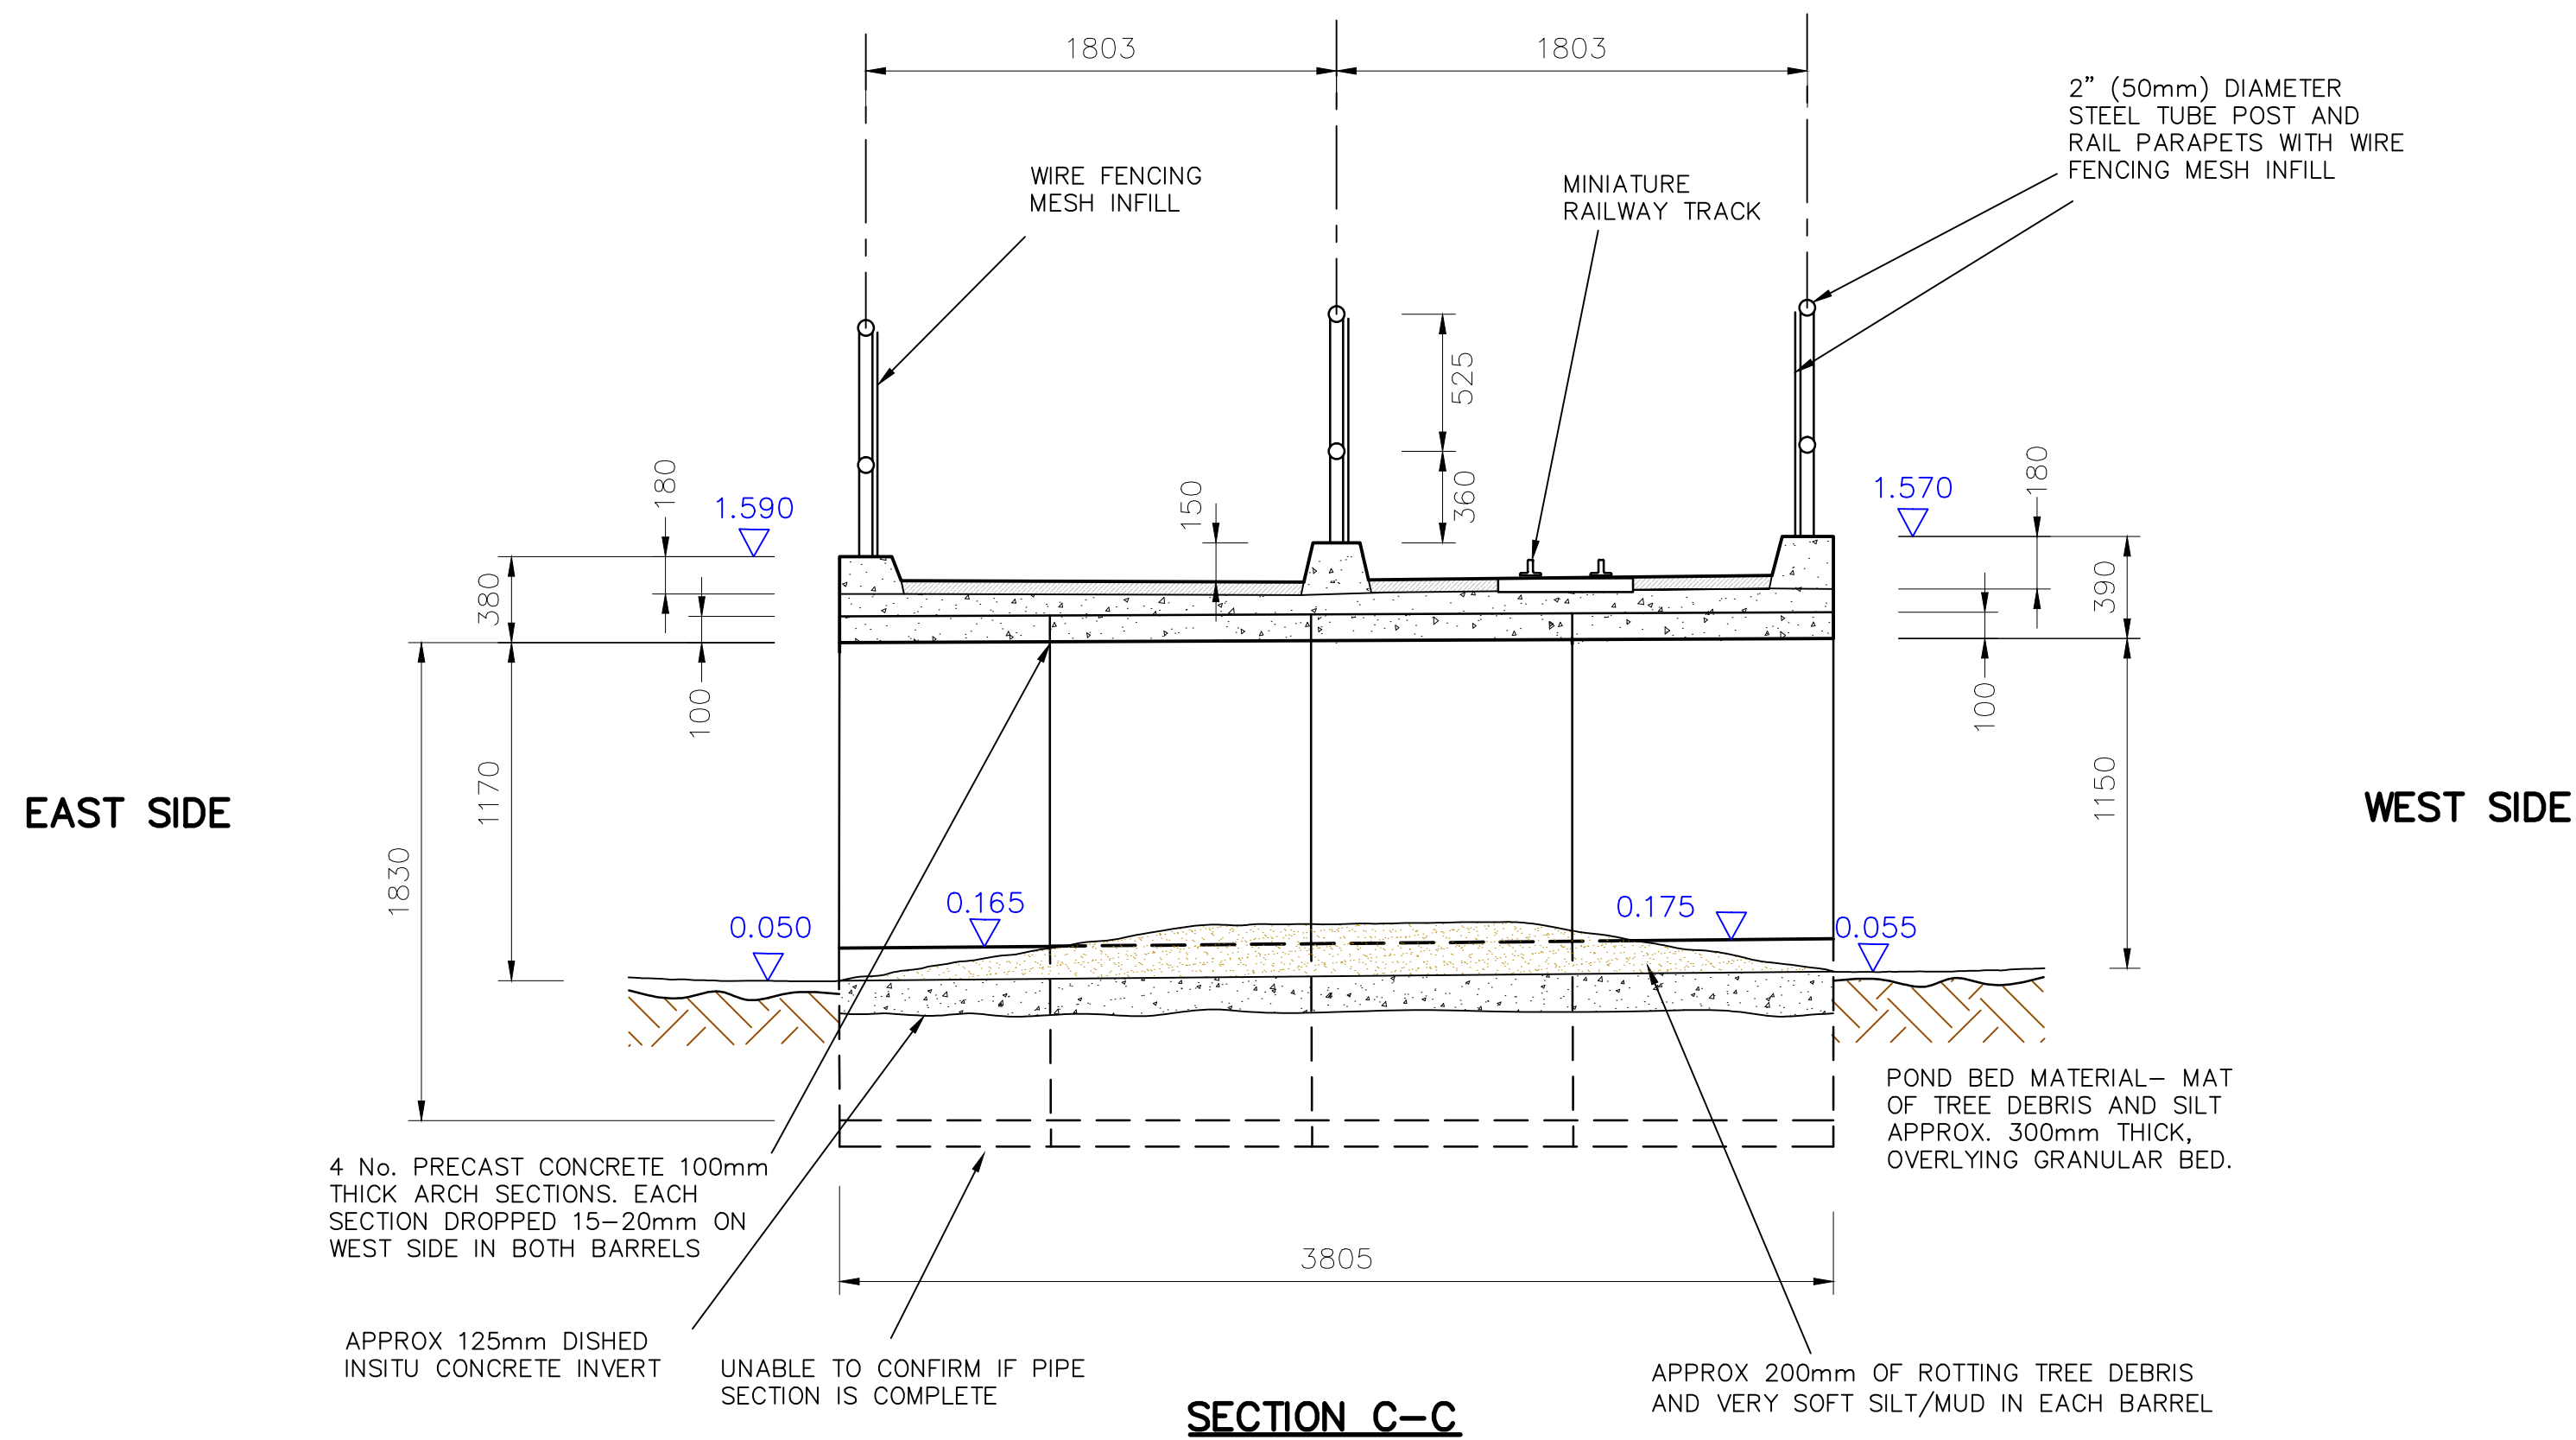 1803
1803
2” (50mm) DIAMETER
STEEL TUBE POST AND
RAIL PARAPETS WITH WIRE
FENCING MESH INFILL
WIRE FENCING
MESH INFILL
MINIATURE
RAILWAY TRACK
525
360
150
180
1.590
380
100
1.570
180
390
100
1170
1830
1150
EAST SIDE
WEST SIDE
0.050
0.165
0.175
0.055
POND BED MATERIAL– MAT
OF TREE DEBRIS AND SILT
APPROX. 300mm THICK,
OVERLYING GRANULAR BED.
4 No. PRECAST CONCRETE 100mm
THICK ARCH SECTIONS. EACH
SECTION DROPPED 15–20mm ON
WEST SIDE IN BOTH BARRELS
3805
APPROX 125mm DISHED
INSITU CONCRETE INVERT
UNABLE TO CONFIRM IF PIPE
SECTION IS COMPLETE
APPROX 200mm OF ROTTING TREE DEBRIS
AND VERY SOFT SILT/MUD IN EACH BARREL
SECTION C–C